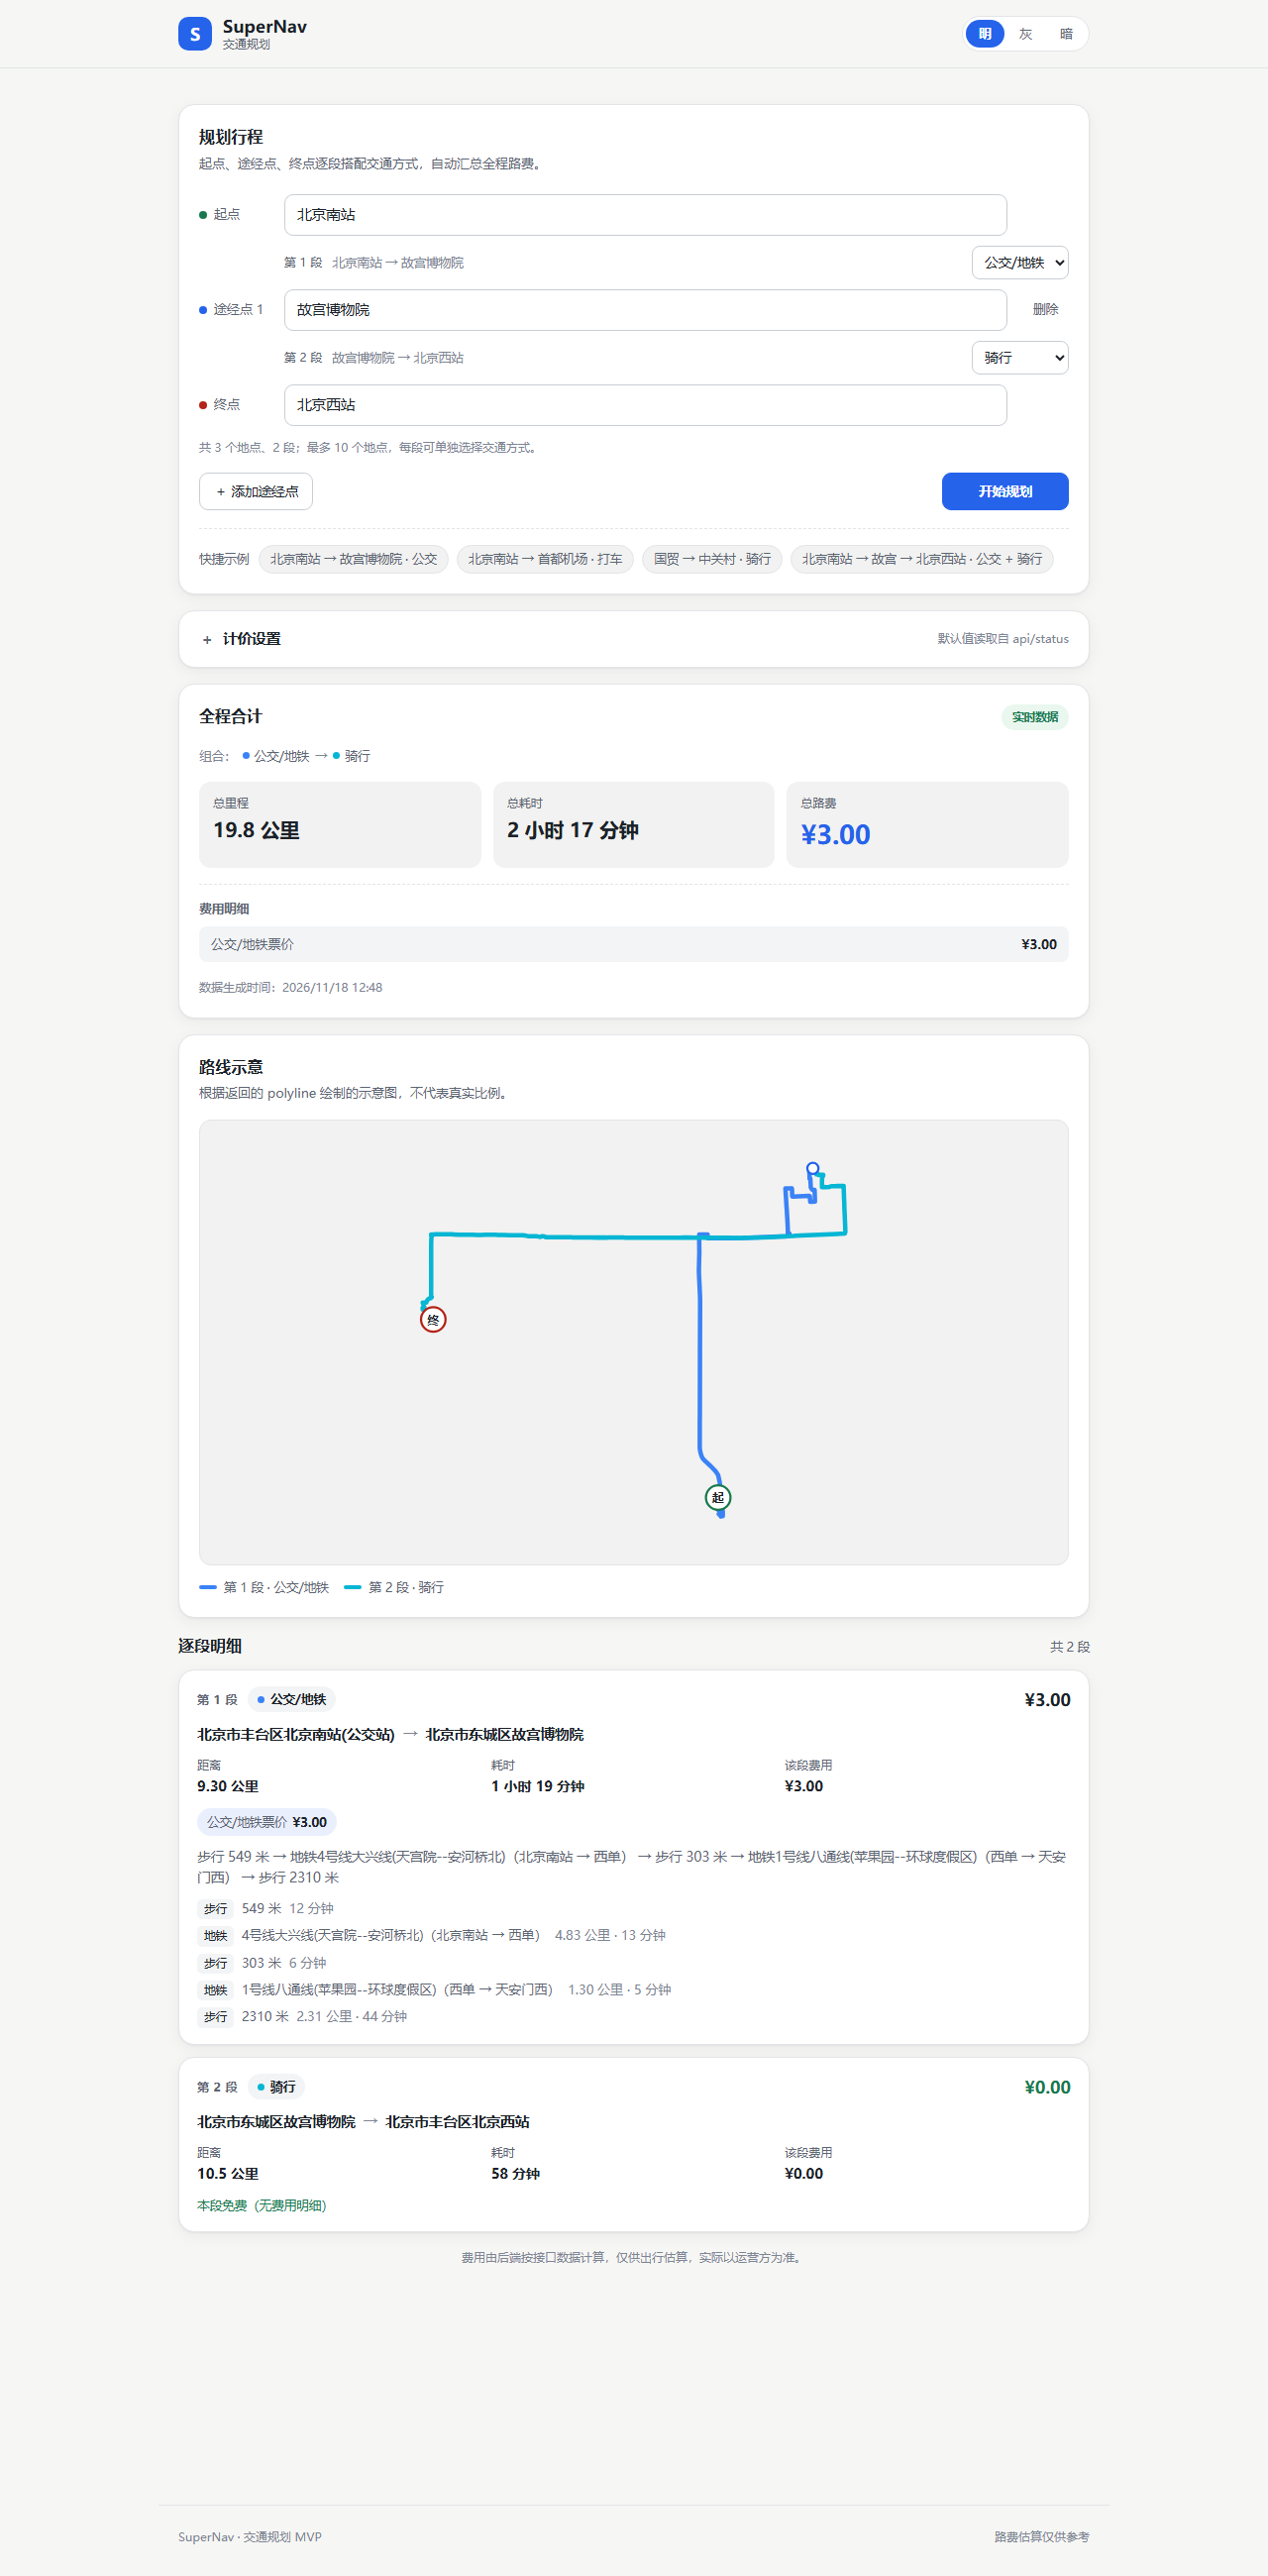 S SuperNav
交通规划
明 灰 暗
规划行程
起点、途经点、终点逐段搭配交通方式，自动汇总全程路费。
起点 北京南站
第 1 段 北京南站 → 故宫博物院 公交/地铁
途经点 1 故宫博物院 删除
第 2 段 故宫博物院 → 北京西站 骑行
终点 北京西站
共 3 个地点、2 段；最多 10 个地点，每段可单独选择交通方式。
+ 添加途经点 开始规划
快捷示例 北京南站 → 故宫博物院 · 公交 北京南站 → 首都机场 · 打车 国贸 → 中关村 · 骑行 北京南站 → 故宫 → 北京西站 · 公交 + 骑行
+ 计价设置 默认值读取自 api/status
全程合计 实时数据
组合： 公交/地铁 → 骑行
总里程 总耗时 总路费
19.8 公里 2 小时 17 分钟 ¥3.00
费用明细
公交/地铁票价 ¥3.00
数据生成时间：2026/11/18 12:48
路线示意
根据返回的 polyline 绘制的示意图，不代表真实比例。
终
起
第 1 段 · 公交/地铁 第 2 段 · 骑行
逐段明细 共 2 段
第 1 段 公交/地铁 ¥3.00
北京市丰台区北京南站(公交站) → 北京市东城区故宫博物院
距离 耗时 该段费用
9.30 公里 1 小时 19 分钟 ¥3.00
公交/地铁票价 ¥3.00
步行 549 米 → 地铁4号线大兴线(天宫院--安河桥北)（北京南站 → 西单） → 步行 303 米 → 地铁1号线八通线(苹果园--环球度假区)（西单 → 天安
门西） → 步行 2310 米
步行 549 米 12 分钟
地铁 4号线大兴线(天宫院--安河桥北)（北京南站 → 西单） 4.83 公里 · 13 分钟
步行 303 米 6 分钟
地铁 1号线八通线(苹果园--环球度假区)（西单 → 天安门西） 1.30 公里 · 5 分钟
步行 2310 米 2.31 公里 · 44 分钟
第 2 段 骑行 ¥0.00
北京市东城区故宫博物院 → 北京市丰台区北京西站
距离 耗时 该段费用
10.5 公里 58 分钟 ¥0.00
本段免费（无费用明细）
费用由后端按接口数据计算，仅供出行估算，实际以运营方为准。
SuperNav · 交通规划 MVP 路费估算仅供参考